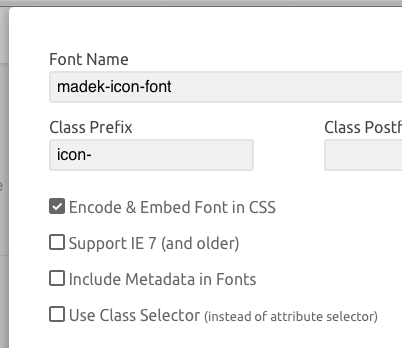 Font Name
madek-icon-font
Class Prefix
Class Postf
icon-
Encode & Embed Font in CSS
Support IE 7 (and older)
Include Metadata in Fonts
Use Class Selector (instead of attribute selector)